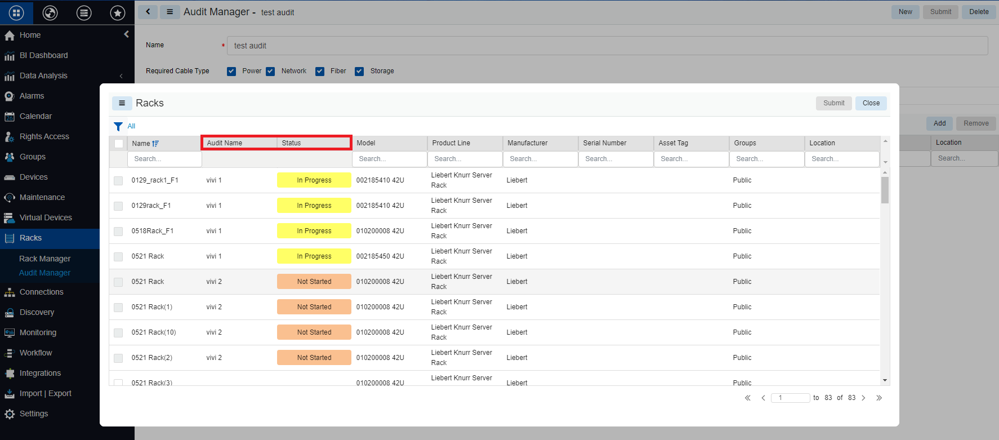 Audit Manager - test audit
New
Submit
Delete
Home
BI Dashboard
Data Analysis
Alarms
26
Calendar
Rights Access
Groups
Devices
Maintenance
Virtual Devices
Racks
Rack Manager
Audit Manager
Connections
Discovery
Monitoring
Workflow
Integrations
Import | Export
Settings
Name * test audit
Required Cable Type Power Network Fiber Storage
Add
Remove
Location
Search...
Racks
Submit
Close
All
Name Audit Name Status Model Product Line Manufacturer Serial Number Asset Tag Groups Location
Search... Search... Search... Search... Search... Search... Search... Search...
0129_rack1_F1 vivi 1 In Progress 002185410 42U Liebert Knurr Server Rack Liebert Public
0129rack_F1 vivi 1 In Progress 002185410 42U Liebert Knurr Server Rack Liebert Public
0518Rack_F1 vivi 1 In Progress 010200008 42U Liebert Knurr Server Rack Liebert Public
0521 Rack vivi 1 In Progress 002185450 42U Liebert Knurr Server Rack Liebert Public
0521 Rack vivi 2 Not Started 010200008 42U Liebert Knurr Server Rack Liebert Public
0521 Rack(1) vivi 2 Not Started 010200008 42U Liebert Knurr Server Rack Liebert Public
0521 Rack(10) vivi 2 Not Started 010200008 42U Liebert Knurr Server Rack Liebert Public
0521 Rack(2) vivi 2 Not Started 010200008 42U Liebert Knurr Server Rack Liebert Public
0521 Rack(3) 010200008 42U Liebert Knurr Server Liebert Public
1 to 83 of 83